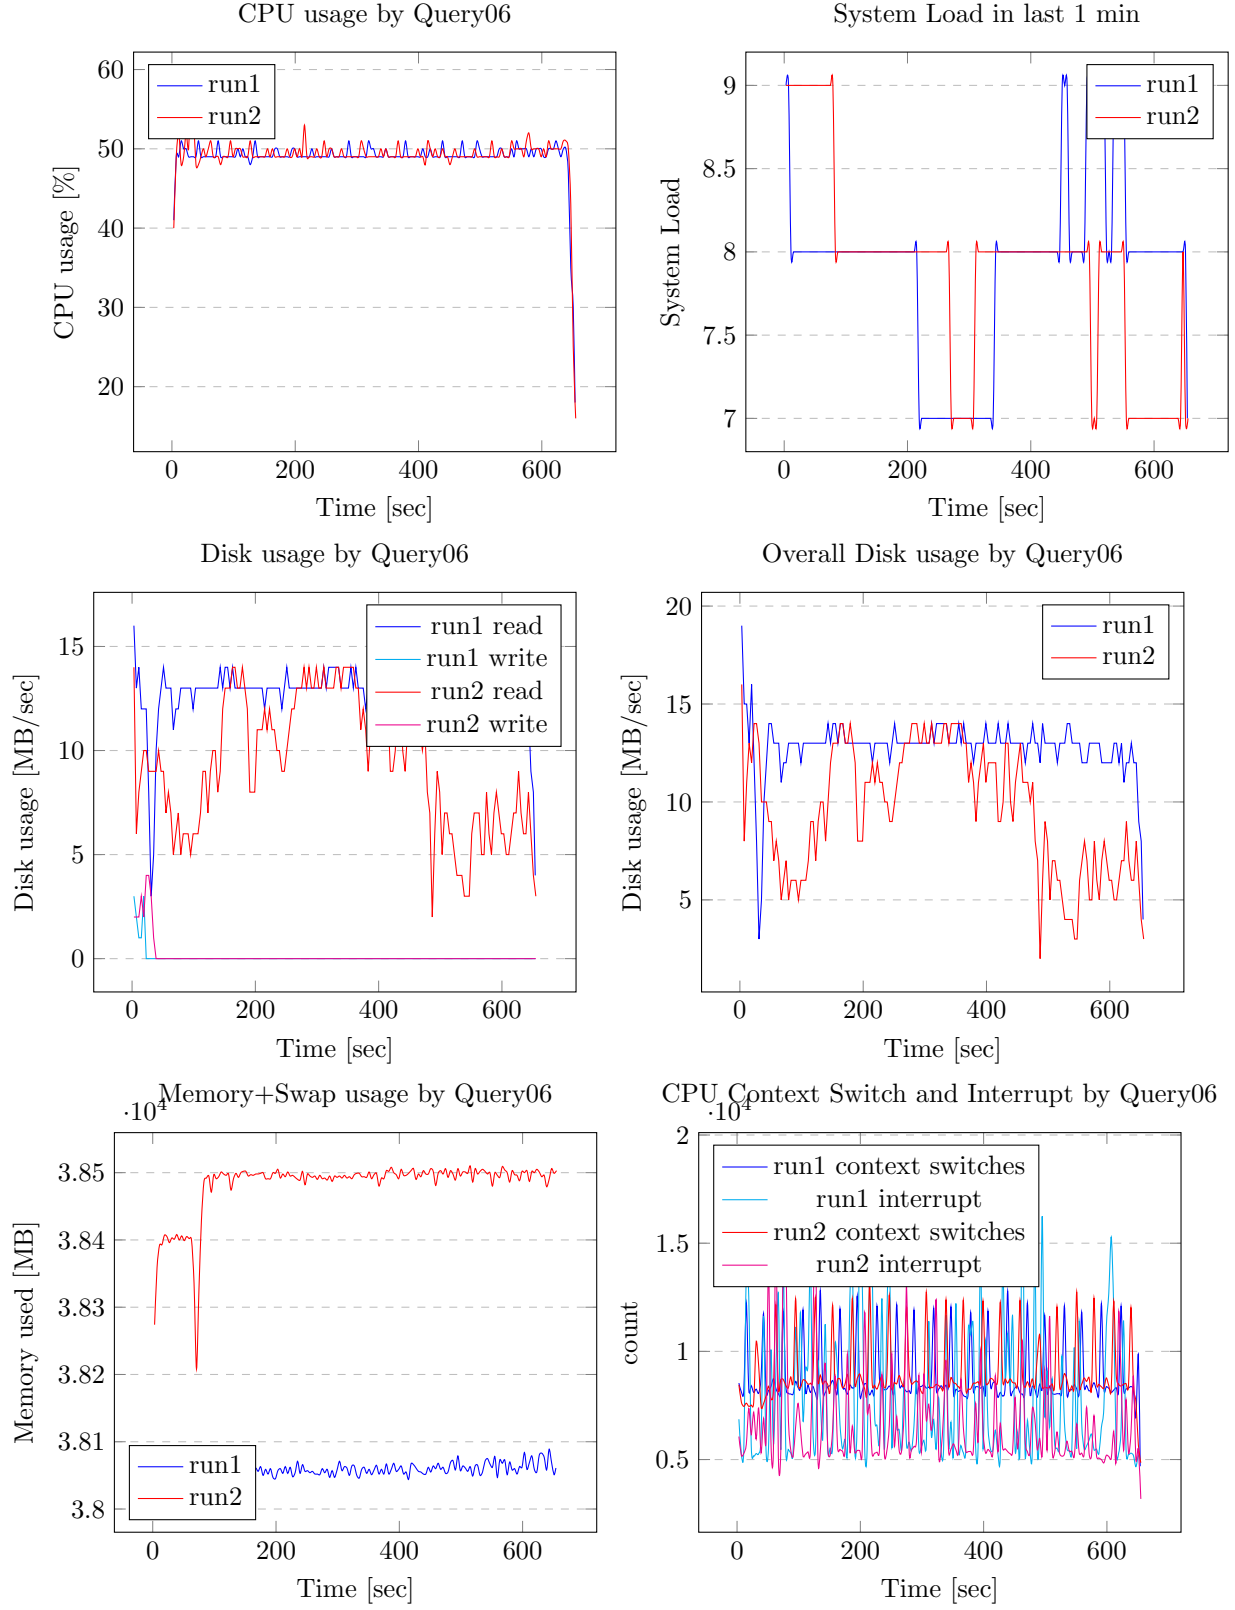 CPU usage by Query06
60
50
40
30
20
0
200
400
600
CPU usage [%]
Time [sec]
run1
run2
System Load in last 1 min
9
8.5
8
7.5
7
0
200
400
600
System Load
Time [sec]
run1
run2
Disk usage by Query06
15
10
5
0
0
200
400
600
Disk usage [MB/sec]
Time [sec]
run1 read
run1 write
run2 read
run2 write
Overall Disk usage by Query06
20
15
10
5
0
200
400
600
Disk usage [MB/sec]
Time [sec]
run1
run2
Memory+Swap usage by Query06
·10⁴
3.85
3.84
3.83
3.82
3.81
3.8
0
200
400
600
Memory used [MB]
Time [sec]
run1
run2
CPU Context Switch and Interrupt by Query06
·10⁴
2
1.5
1
0.5
0
200
400
600
count
Time [sec]
run1 context switches
run1 interrupt
run2 context switches
run2 interrupt